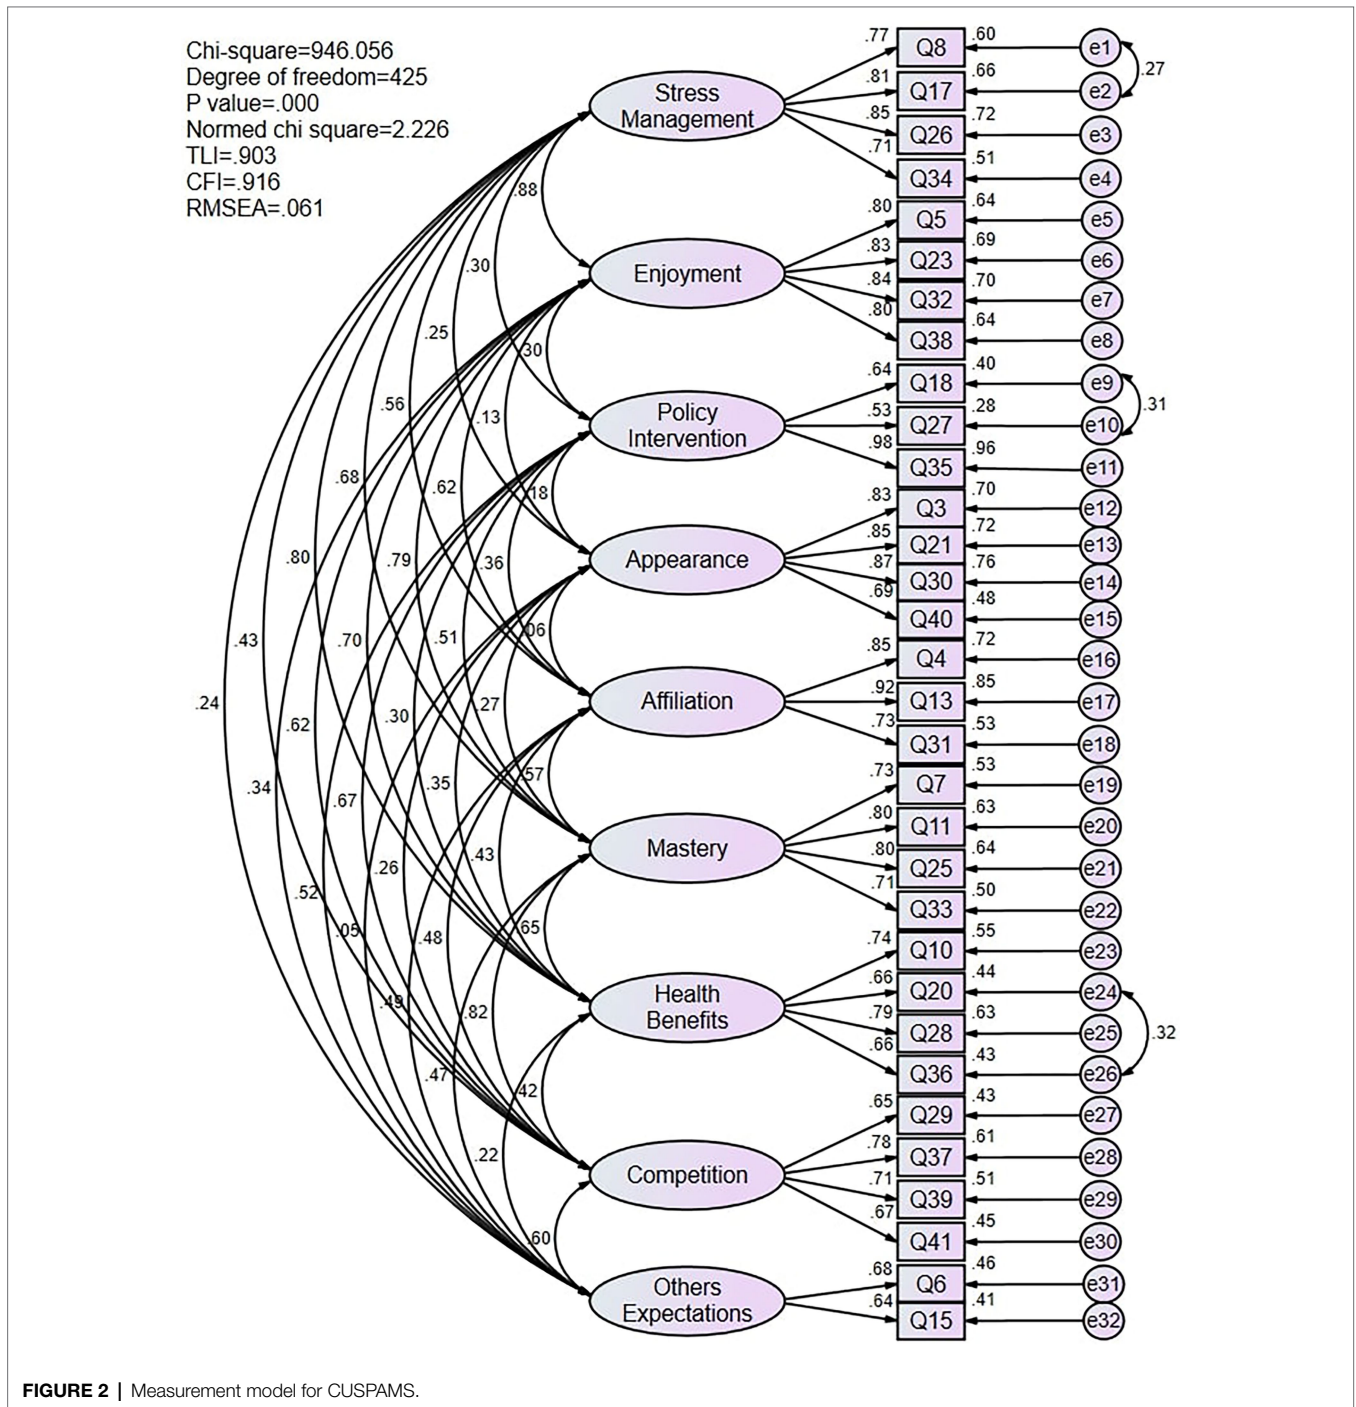 Chi-square=946.056
Degree of freedom=425
P value=.000
Normed chi square=2.226
TLI=.903
CFI=.916
RMSEA=.061
Stress
Management
.77
Q8
.60
e1
.27
.81
Q17
.66
e2
.85
Q26
.72
e3
.71
Q34
.51
e4
.88
.30
.25
.56
.68
.80
.43
.24
Enjoyment
.80
Q5
.64
e5
.83
Q23
.69
e6
.84
Q32
.70
e7
.80
Q38
.64
e8
.30
.13
.62
.79
.70
.62
.34
Policy
Intervention
.64
Q18
.40
e9
.31
.53
Q27
.28
e10
.98
Q35
.96
e11
.18
.36
.51
.30
.67
.52
Appearance
.83
Q3
.70
e12
.85
Q21
.72
e13
.87
Q30
.76
e14
.69
Q40
.48
e15
.06
.27
.35
.26
.05
Affiliation
.85
Q4
.72
e16
.92
Q13
.85
e17
.73
Q31
.53
e18
.57
.43
.48
.49
Mastery
.73
Q7
.53
e19
.80
Q11
.63
e20
.80
Q25
.64
e21
.71
Q33
.50
e22
.65
.82
.47
Health
Benefits
.74
Q10
.55
e23
.66
Q20
.44
e24
.32
.79
Q28
.63
e25
.66
Q36
.43
e26
.42
.22
Competition
.65
Q29
.43
e27
.78
Q37
.61
e28
.71
Q39
.51
e29
.67
Q41
.45
e30
.60
Others
Expectations
.68
Q6
.46
e31
.64
Q15
.41
e32
FIGURE 2 | Measurement model for CUSPAMS.